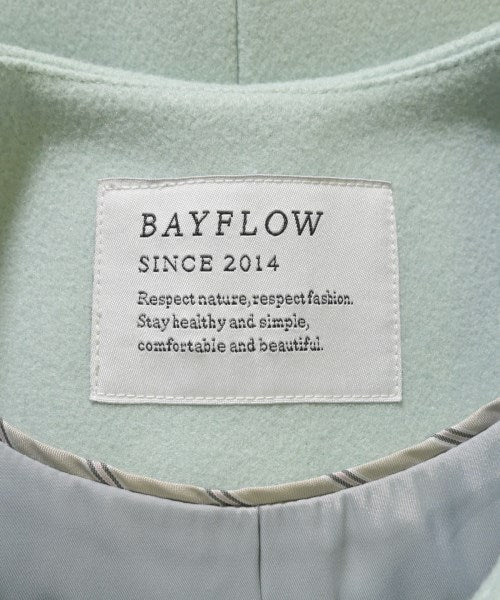 BAYFLOW
SINCE 2014
Respect nature, respect fashion.
Stay healthy and simple,
comfortable and beautiful.